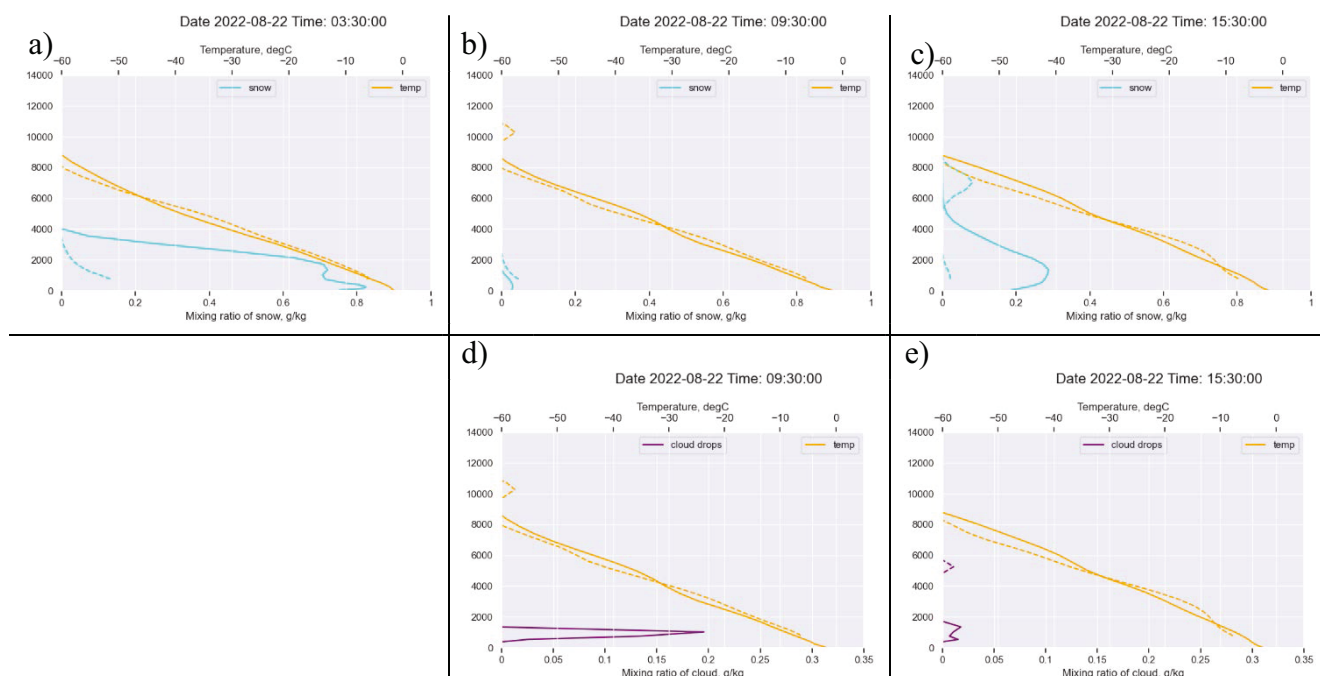 a)
Date 2022-08-22 Time: 03:30:00
Temperature, degC
−60 −50 −40 −30 −20 −10 0
snow temp
14000
12000
10000
8000
6000
4000
2000
0
0 0.2 0.4 0.6 0.8 1
Mixing ratio of snow, g/kg
b)
Date 2022-08-22 Time: 09:30:00
Temperature, degC
−60 −50 −40 −30 −20 −10 0
snow temp
14000
12000
10000
8000
6000
4000
2000
0
0 0.2 0.4 0.6 0.8 1
Mixing ratio of snow, g/kg
c)
Date 2022-08-22 Time: 15:30:00
Temperature, degC
−60 −50 −40 −30 −20 −10 0
snow temp
14000
12000
10000
8000
6000
4000
2000
0
0 0.2 0.4 0.6 0.8 1
Mixing ratio of snow, g/kg
d)
Date 2022-08-22 Time: 09:30:00
Temperature, degC
−60 −50 −40 −30 −20 −10 0
cloud drops temp
14000
12000
10000
8000
6000
4000
2000
0
0 0.05 0.1 0.15 0.2 0.25 0.3 0.35
Mixing ratio of cloud, g/kg
e)
Date 2022-08-22 Time: 15:30:00
Temperature, degC
−60 −50 −40 −30 −20 −10 0
cloud drops temp
14000
12000
10000
8000
6000
4000
2000
0
0 0.05 0.1 0.15 0.2 0.25 0.3 0.35
Mixing ratio of cloud, g/kg